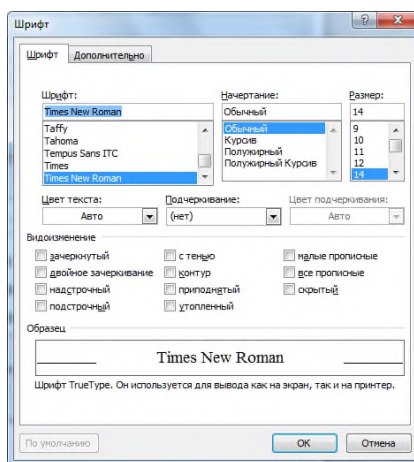 Шрифт
Шрифт Дополнительно
Шрифт: Начертание: Размер:
Times New Roman Обычный 14
Taffy Обычный 9
Tahoma Курсив 10
Tempus Sans ITC Полужирный 11
Times Полужирный Курсив 12
Times New Roman 14
Цвет текста: Подчеркивание: Цвет подчеркивания:
Авто (нет) Авто
Видоизменение
зачеркнутый с тенью малые прописные
двойное зачеркивание контур все прописные
надстрочный приподнятый скрытый
подстрочный утопленный
Образец
Times New Roman
Шрифт TrueType. Он используется для вывода как на экран, так и на принтер.
По умолчанию ОК Отмена